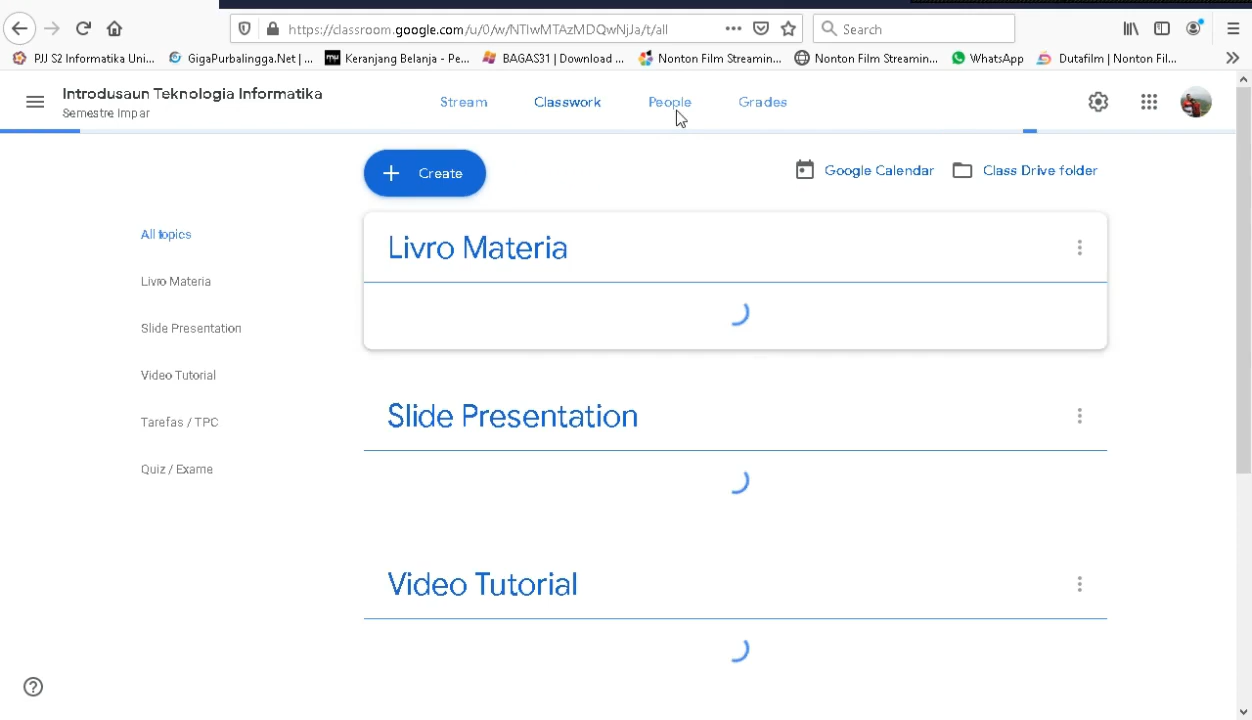 https://classroom.google.com/u/0/w/NTIwMTAzMDQwNjJa/t/all
Search
PJJ S2 Informatika Uni...
GigaPurbalingga.Net | ...
Keranjang Belanja - Pe...
BAGAS31 | Download ...
Nonton Film Streamin...
Nonton Film Streamin...
WhatsApp
Dutafilm | Nonton Fil...
Introdusaun Teknologia Informatika
Semestre Impar
Stream
Classwork
People
Grades
Create
Google Calendar
Class Drive folder
All topics
Livro Materia
Slide Presentation
Video Tutorial
Tarefas / TPC
Quiz / Exame
Livro Materia
Slide Presentation
Video Tutorial